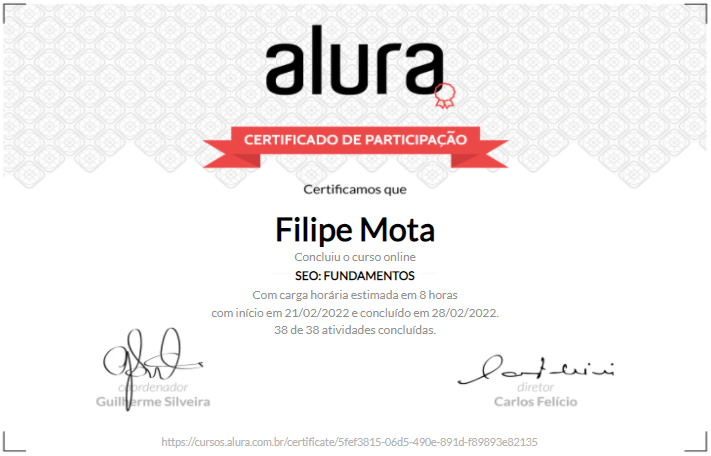 alura
CERTIFICADO DE PARTICIPAÇÃO
Certificamos que
Filipe Mota
Concluiu o curso online
SEO: FUNDAMENTOS
Com carga horária estimada em 8 horas
com início em 21/02/2022 e concluído em 28/02/2022.
38 de 38 atividades concluídas.
coordenador
Guilherme Silveira
diretor
Carlos Felício
https://cursos.alura.com.br/certificate/5fef3815-06d5-490e-891d-f89893e82135